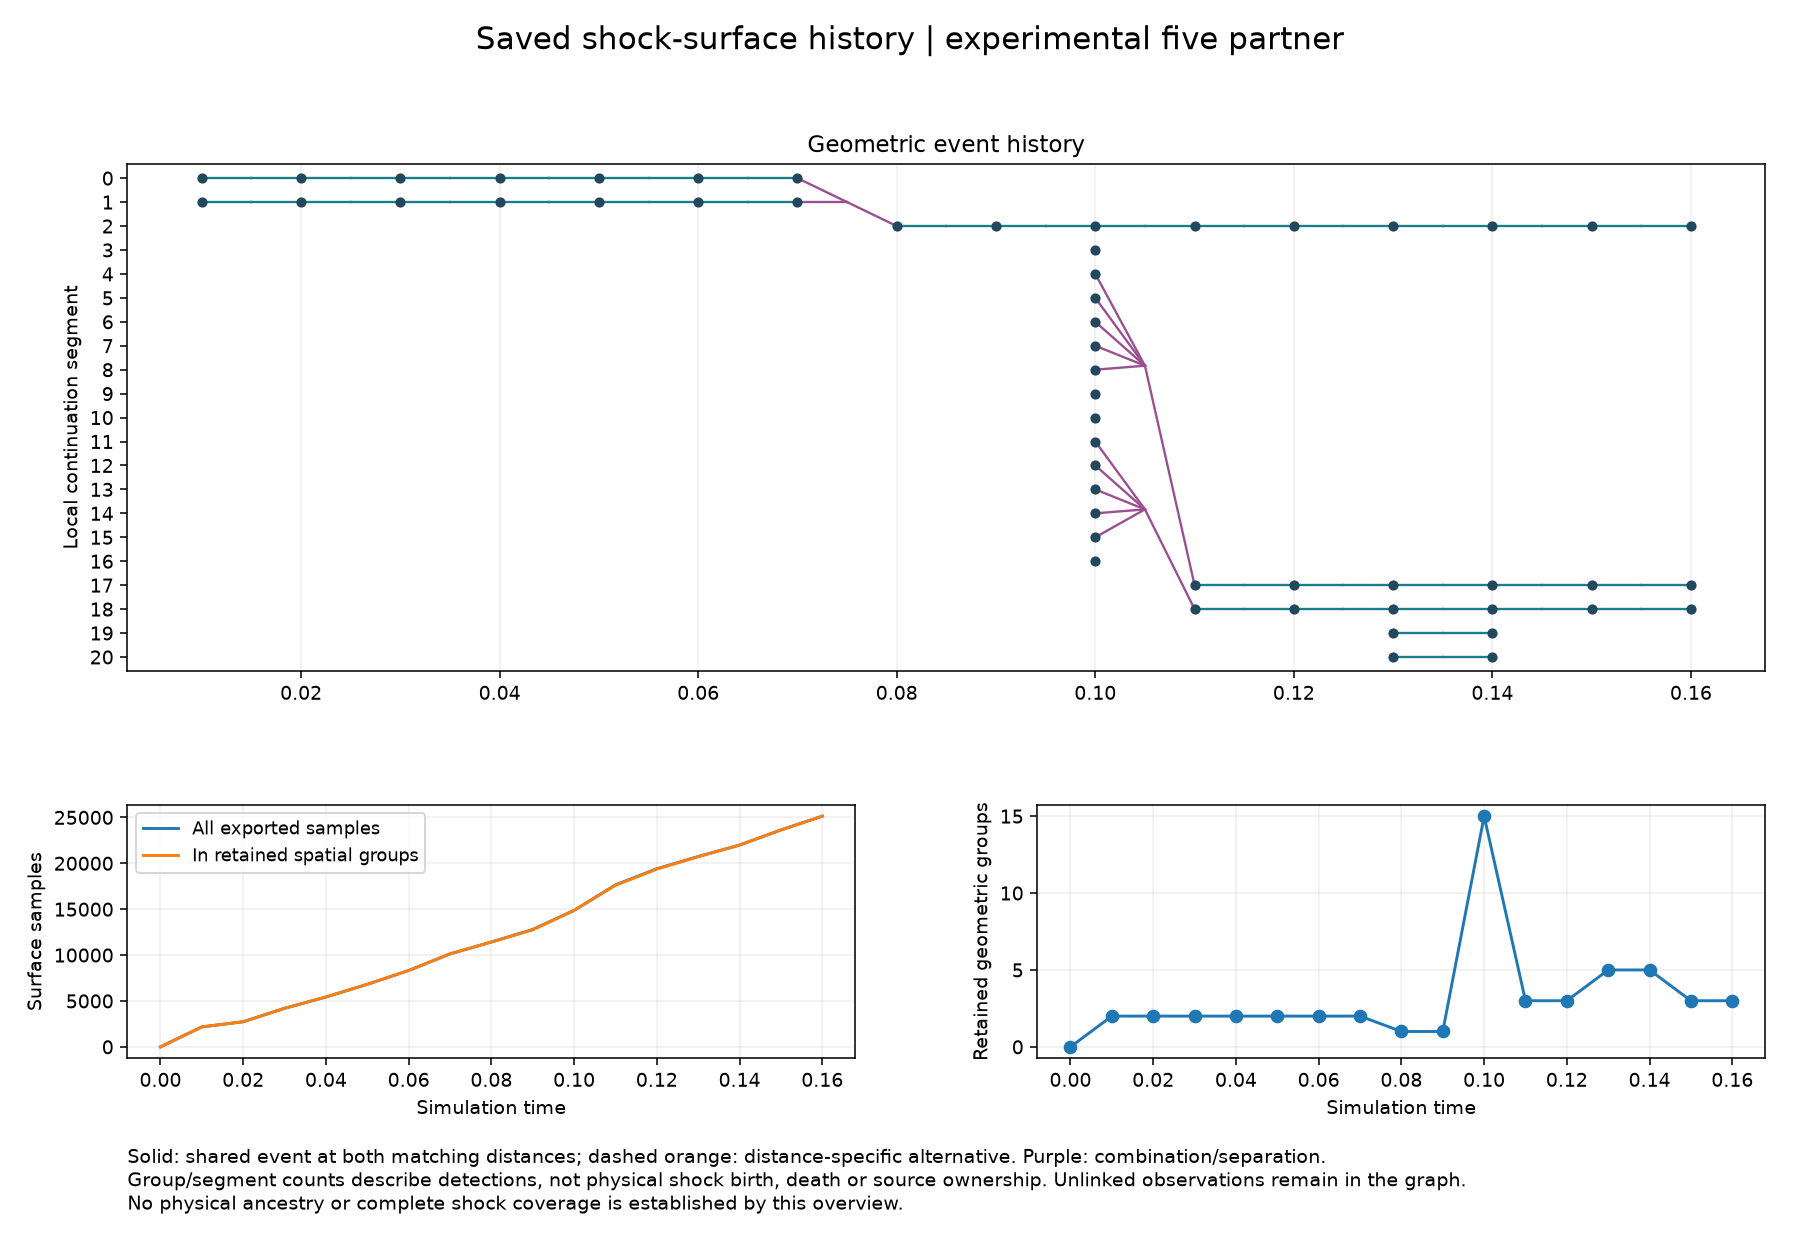 Saved shock-surface history | experimental five partner
Geometric event history
Local continuation segment
0
1
2
3
4
5
6
7
8
9
10
11
12
13
14
15
16
17
18
19
20
0.02 0.04 0.06 0.08 0.10 0.12 0.14 0.16
Surface samples
25000
20000
15000
10000
5000
0
All exported samples
In retained spatial groups
0.00 0.02 0.04 0.06 0.08 0.10 0.12 0.14 0.16
Simulation time
Retained geometric groups
15
10
5
0
0.00 0.02 0.04 0.06 0.08 0.10 0.12 0.14 0.16
Simulation time
Solid: shared event at both matching distances; dashed orange: distance-specific alternative. Purple: combination/separation.
Group/segment counts describe detections, not physical shock birth, death or source ownership. Unlinked observations remain in the graph.
No physical ancestry or complete shock coverage is established by this overview.